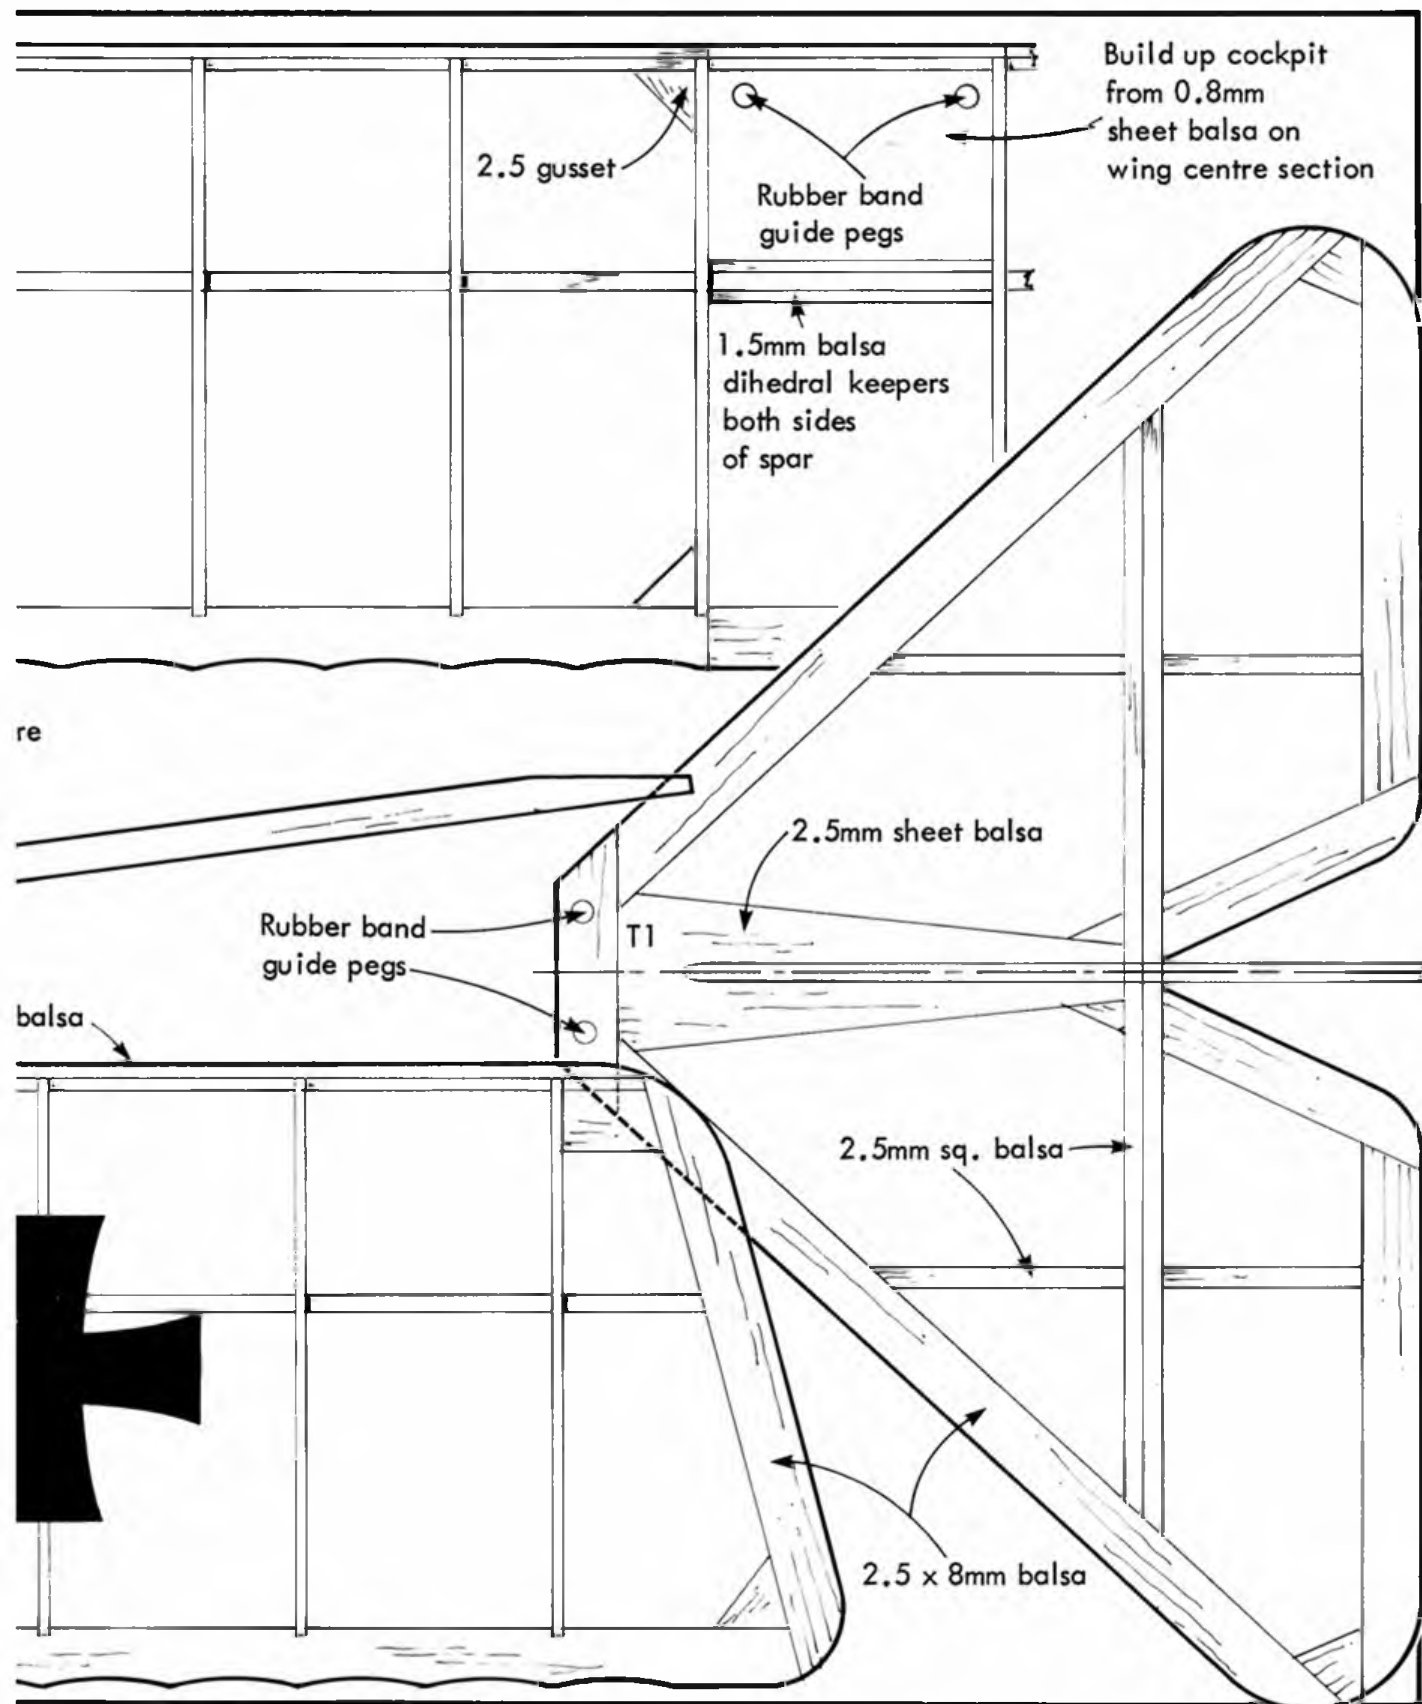 Build up cockpit
from 0.8mm
sheet balsa on
wing centre section
2.5 gusset
Rubber band
guide pegs
1.5mm balsa
dihedral keepers
both sides
of spar
re
2.5mm sheet balsa
Rubber band
guide pegs
T1
balsa
2.5mm sq. balsa
2.5 x 8mm balsa